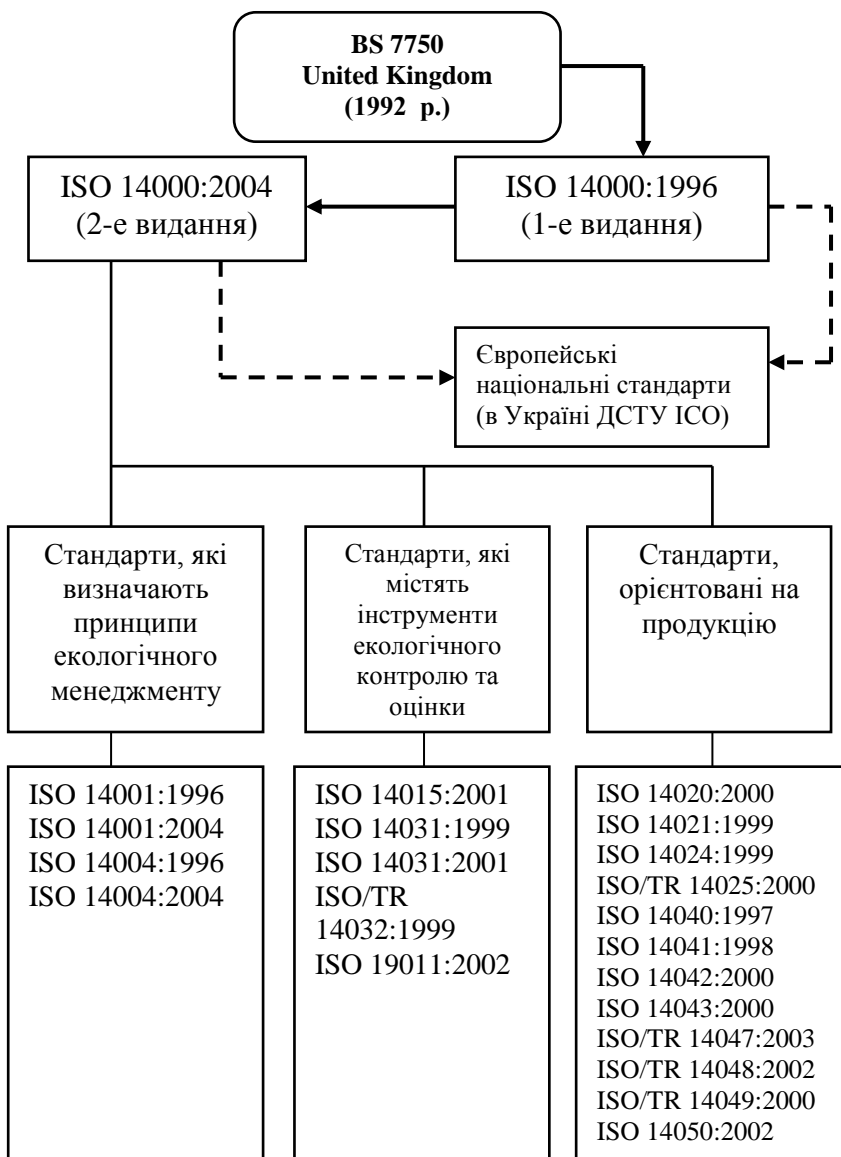 BS 7750
United Kingdom
(1992 р.)
ISO 14000:2004
(2-е видання)
ISO 14000:1996
(1-е видання)
Європейські
національні стандарти
(в Україні ДСТУ ІСО)
Стандарти, які
визначають
принципи
екологічного
менеджменту
Стандарти, які
містять
інструменти
екологічного
контролю та
оцінки
Стандарти,
орієнтовані на
продукцію
ISO 14001:1996
ISO 14001:2004
ISO 14004:1996
ISO 14004:2004
ISO 14015:2001
ISO 14031:1999
ISO 14031:2001
ISO/TR
14032:1999
ISO 19011:2002
ISO 14020:2000
ISO 14021:1999
ISO 14024:1999
ISO/TR 14025:2000
ISO 14040:1997
ISO 14041:1998
ISO 14042:2000
ISO 14043:2000
ISO/TR 14047:2003
ISO/TR 14048:2002
ISO/TR 14049:2000
ISO 14050:2002